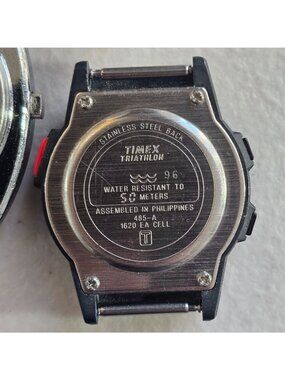 STAINLESS STEEL BACK
TIMEX
TRIATHLON
96
WATER RESISTANT TO
50 METERS
ASSEMBLED IN PHILIPPINES
485-A
1620 EA CELL
T